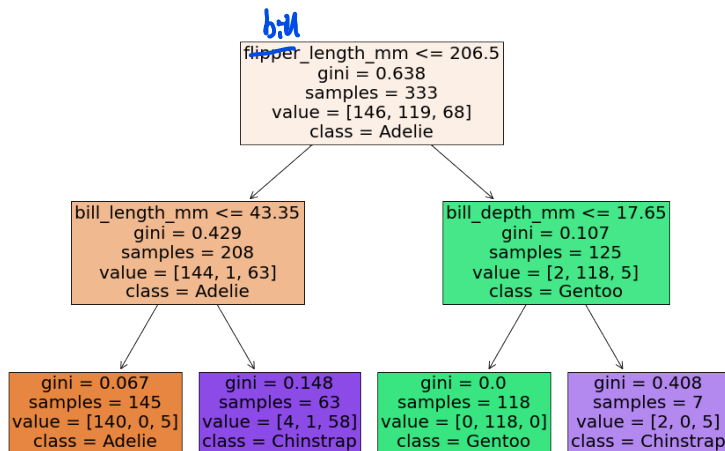 bill
flipper_length_mm <= 206.5
gini = 0.638
samples = 333
value = [146, 119, 68]
class = Adelie
bill_length_mm <= 43.35
gini = 0.429
samples = 208
value = [144, 1, 63]
class = Adelie
bill_depth_mm <= 17.65
gini = 0.107
samples = 125
value = [2, 118, 5]
class = Gentoo
gini = 0.067
samples = 145
value = [140, 0, 5]
class = Adelie
gini = 0.148
samples = 63
value = [4, 1, 58]
class = Chinstrap
gini = 0.0
samples = 118
value = [0, 118, 0]
class = Gentoo
gini = 0.408
samples = 7
value = [2, 0, 5]
class = Chinstrap